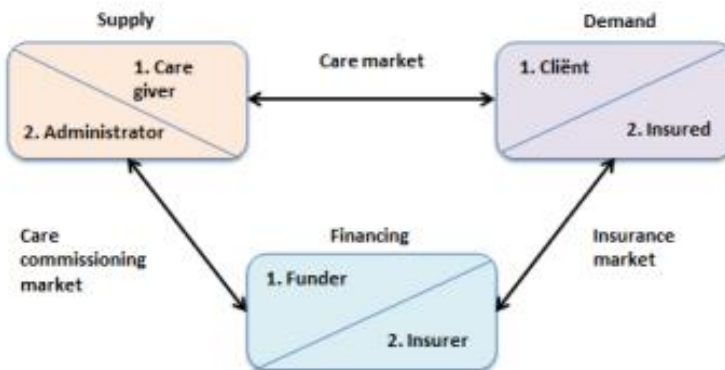 Supply
Demand
1. Care
giver
2. Administrator
Care market
1. Cliënt
2. Insured
Care
commissioning
market
Financing
Insurance
market
1. Funder
2. Insurer